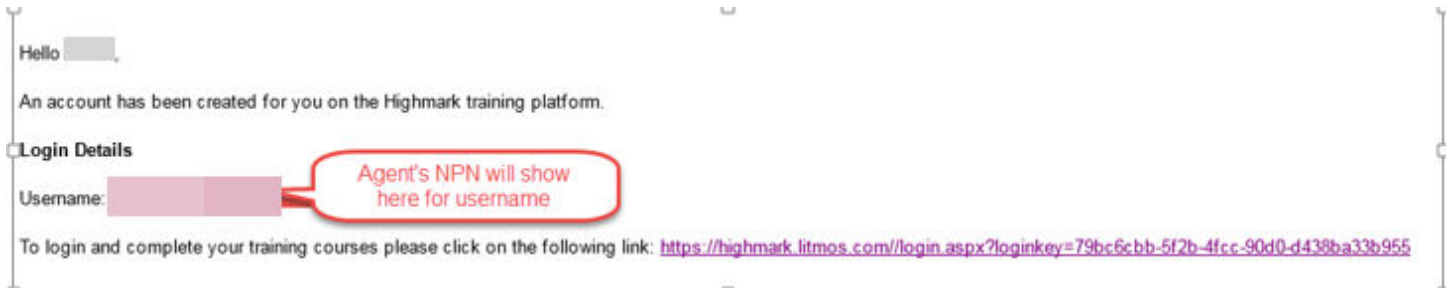 Hello ,
An account has been created for you on the Highmark training platform.
Login Details
Username:
Agent's NPN will show
here for username
To login and complete your training courses please click on the following link: https://highmark.litmos.com//login.aspx?loginkey=79bc6cbb-5f2b-4fcc-90d0-d438ba33b955